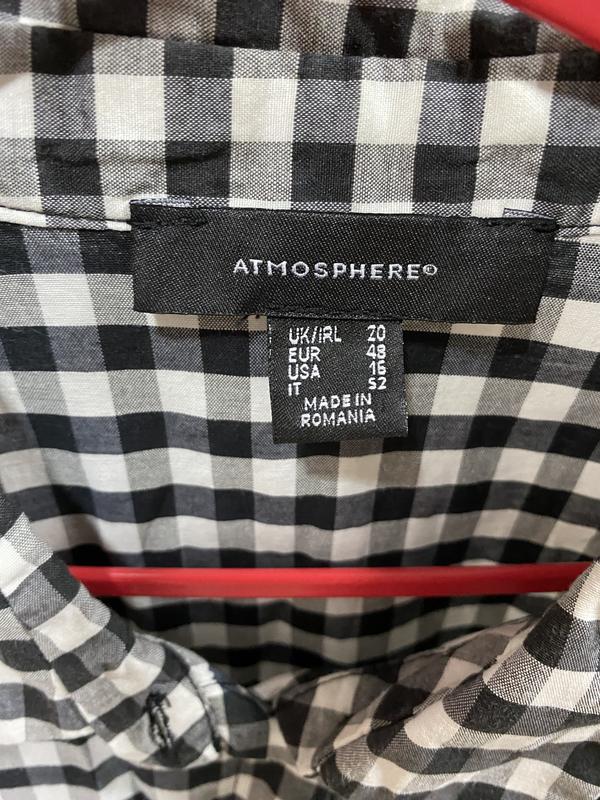 ATMOSPHERE©
UK/IRL 20
EUR 48
USA 16
IT 52
MADE IN
ROMANIA